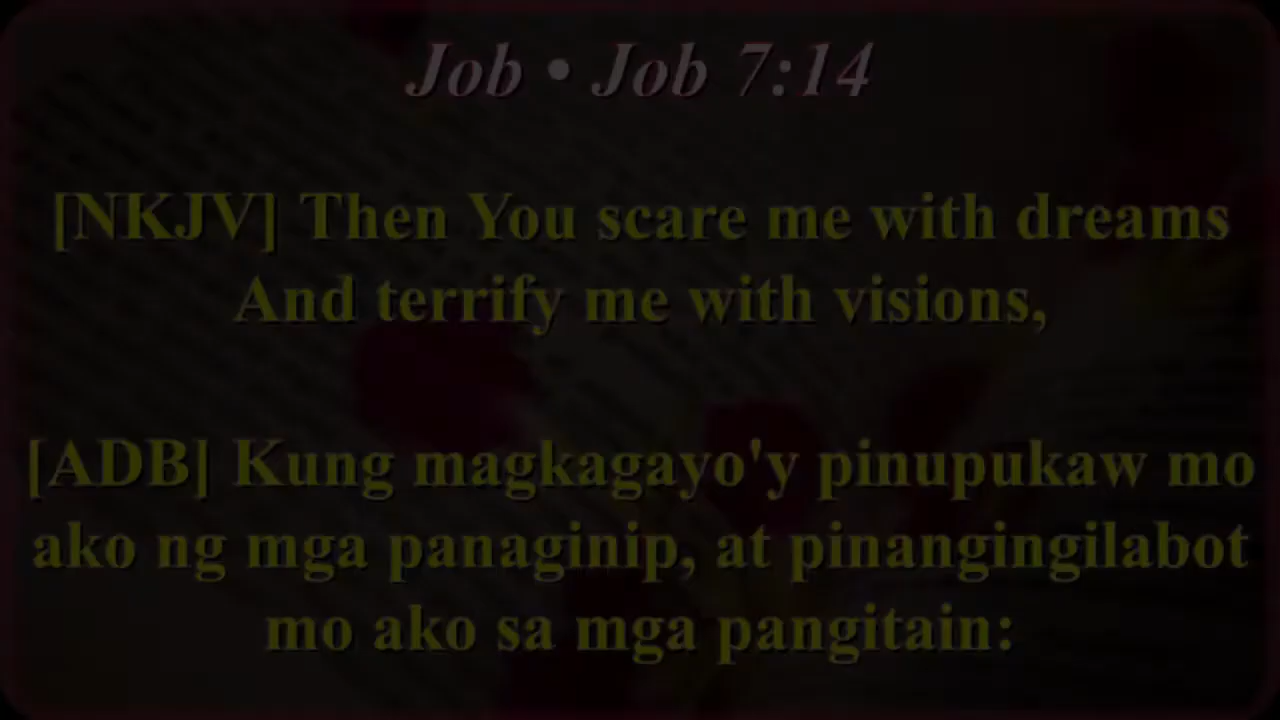 Job • Job 7:14
[NKJV] Then You scare me with dreams
And terrify me with visions,
[ADB] Kung magkagayo'y pinupukaw mo
ako ng mga panaginip, at pinangingilabot
mo ako sa mga pangitain: